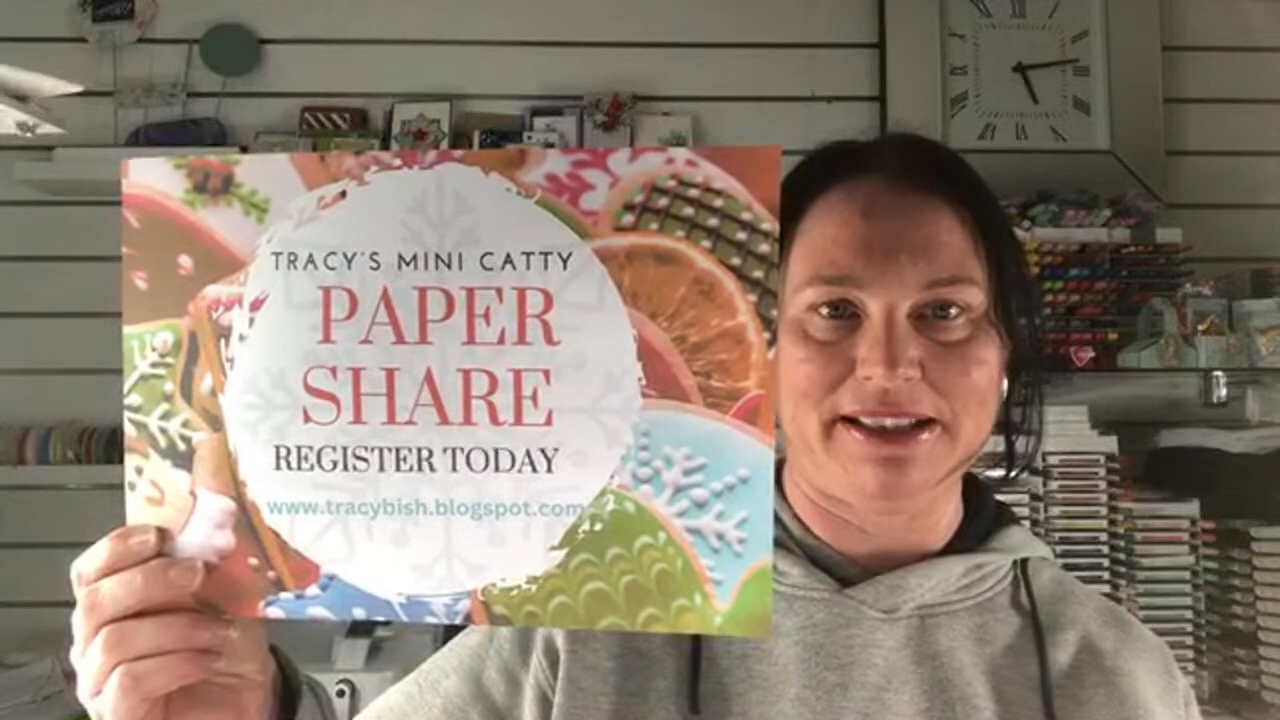 TRACY'S MINI CATTY
PAPER
SHARE
REGISTER TODAY
www.tracybish.blogspot.com